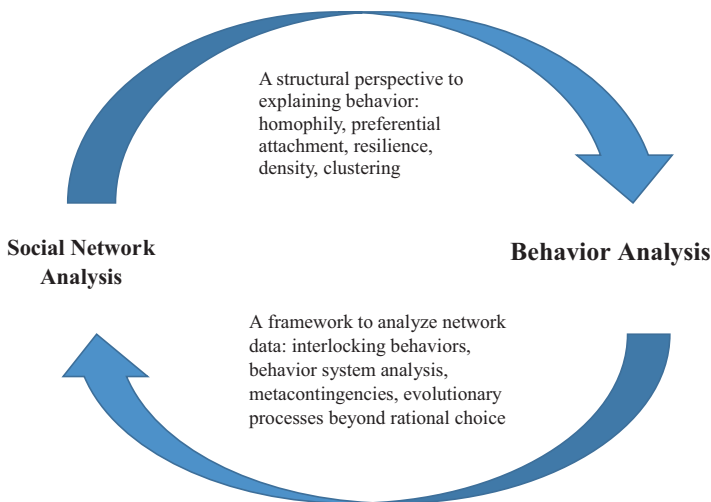 A structural perspective to
explaining behavior:
homophily, preferential
attachment, resilience,
density, clustering
Social Network
Analysis
Behavior Analysis
A framework to analyze network
data: interlocking behaviors,
behavior system analysis,
metacontingencies, evolutionary
processes beyond rational choice